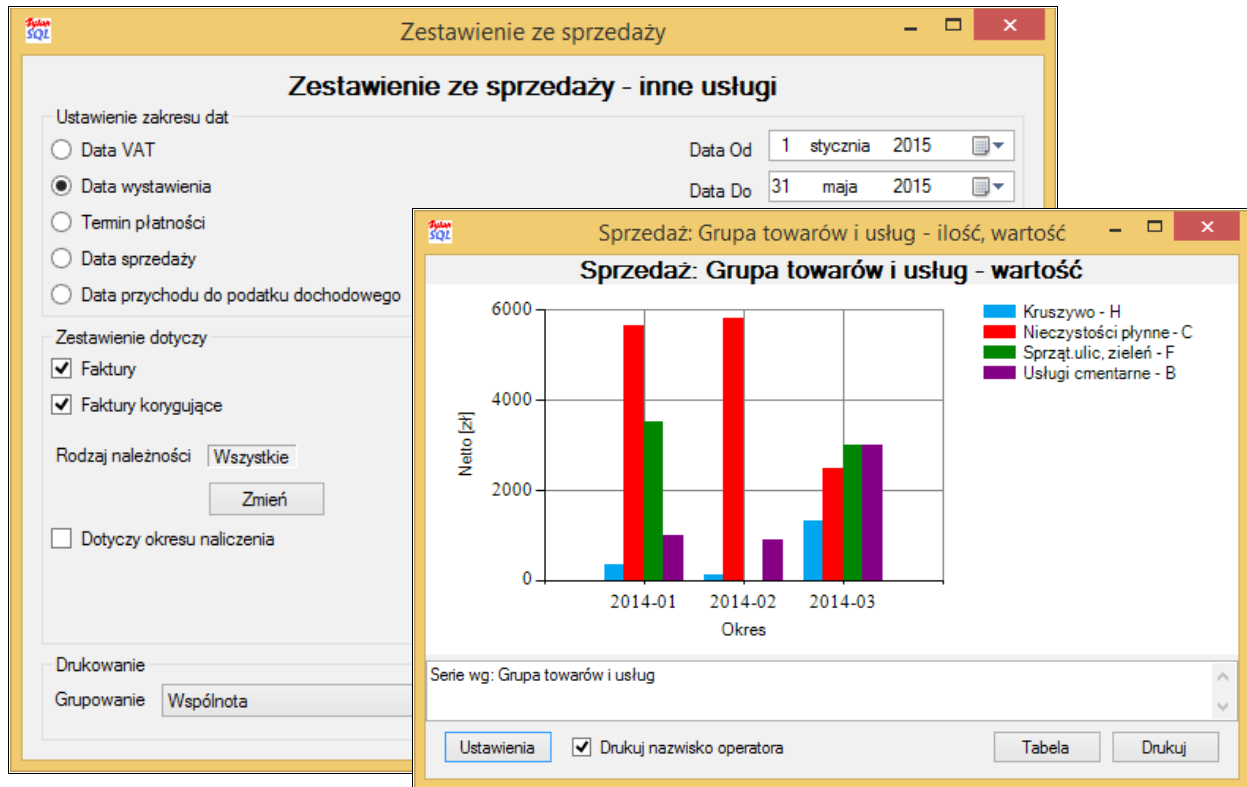 Zestawienie ze sprzedaży
Zestawienie ze sprzedaży - inne usługi
Ustawienie zakresu dat
Data VAT
Data wystawienia
Termin płatności
Data sprzedaży
Data przychodu do podatku dochodowego
Data Od 1 stycznia 2015
Data Do 31 maja 2015
Zestawienie dotyczy
Faktury
Faktury korygujące
Rodzaj należności Wszystkie
Zmień
Dotyczy okresu naliczenia
Drukowanie
Grupowanie Wspólnota
SQL
Sprzedaż: Grupa towarów i usług - ilość, wartość
Sprzedaż: Grupa towarów i usług - wartość
6000
4000
2000
0
Netto [zł]
2014-01 2014-02 2014-03
Okres
Kruszywo - H
Nieczystości płynne - C
Sprząt.ulic, zieleń - F
Usługi cmentarne - B
Serie wg: Grupa towarów i usług
Ustawienia Drukuj nazwisko operatora Tabela Drukuj